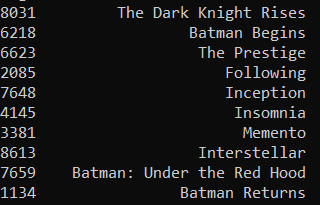 8031 The Dark Knight Rises
6218 Batman Begins
6623 The Prestige
2085 Following
7648 Inception
4145 Insomnia
3381 Memento
8613 Interstellar
7659 Batman: Under the Red Hood
1134 Batman Returns